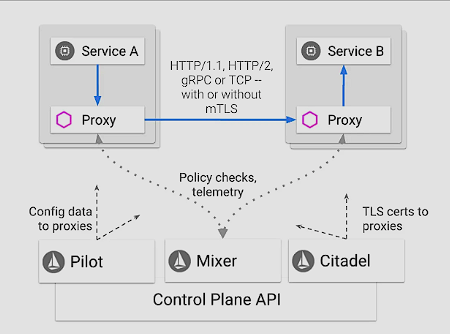 Service A
HTTP/1.1, HTTP/2,
gRPC or TCP --
with or without
mTLS
Service B
Proxy
Proxy
Policy checks,
telemetry
Config data
to proxies
TLS certs to
proxies
Pilot
Mixer
Citadel
Control Plane API